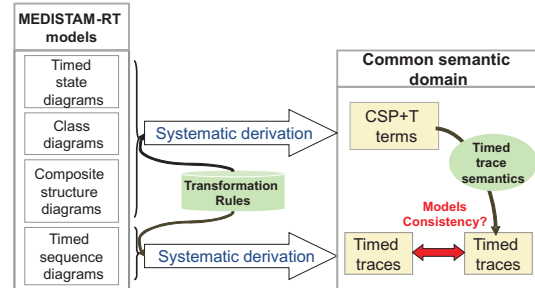 MEDISTAM-RT
models
Timed
state
diagrams
Class
diagrams
Composite
structure
diagrams
Timed
sequence
diagrams
Systematic derivation
Transformation
Rules
Systematic derivation
Common semantic
domain
CSP+T
terms
Timed
trace
semantics
Models
Consistency?
Timed
traces
Timed
traces